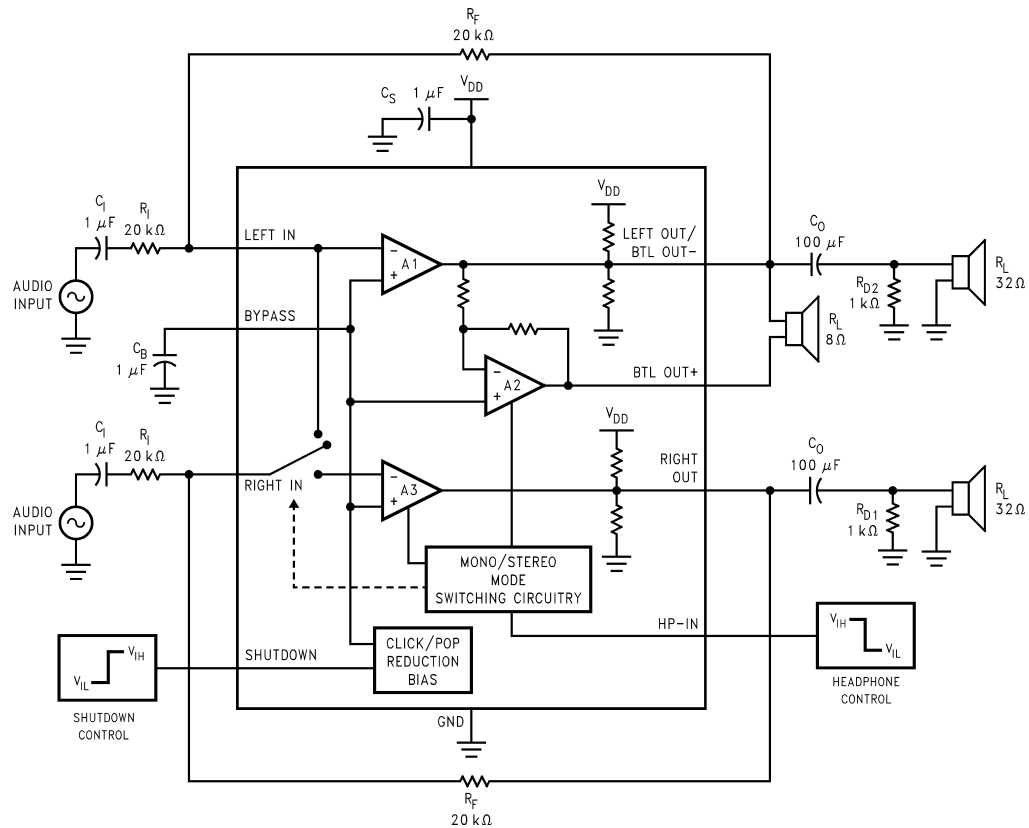 R_F
20 kΩ
V_DD
C_S 1 μF
C_I
1 μF
R_I
20 kΩ
LEFT IN
AUDIO
INPUT
BYPASS
C_B
1 μF
−
+
A1
V_DD
LEFT OUT/
BTL OUT-
C_O
100 μF
R_D2
1 kΩ
R_L
32Ω
R_L
8Ω
−
+
A2
BTL OUT+
C_I
1 μF
R_I
20 kΩ
RIGHT IN
AUDIO
INPUT
−
+
A3
V_DD
RIGHT
OUT
C_O
100 μF
R_D1
1 kΩ
R_L
32Ω
MONO/STEREO
MODE
SWITCHING CIRCUITRY
HP-IN
V_IH
V_IL
HEADPHONE
CONTROL
CLICK/POP
REDUCTION
BIAS
SHUTDOWN
V_IH
V_IL
SHUTDOWN
CONTROL
GND
R_F
20 kΩ